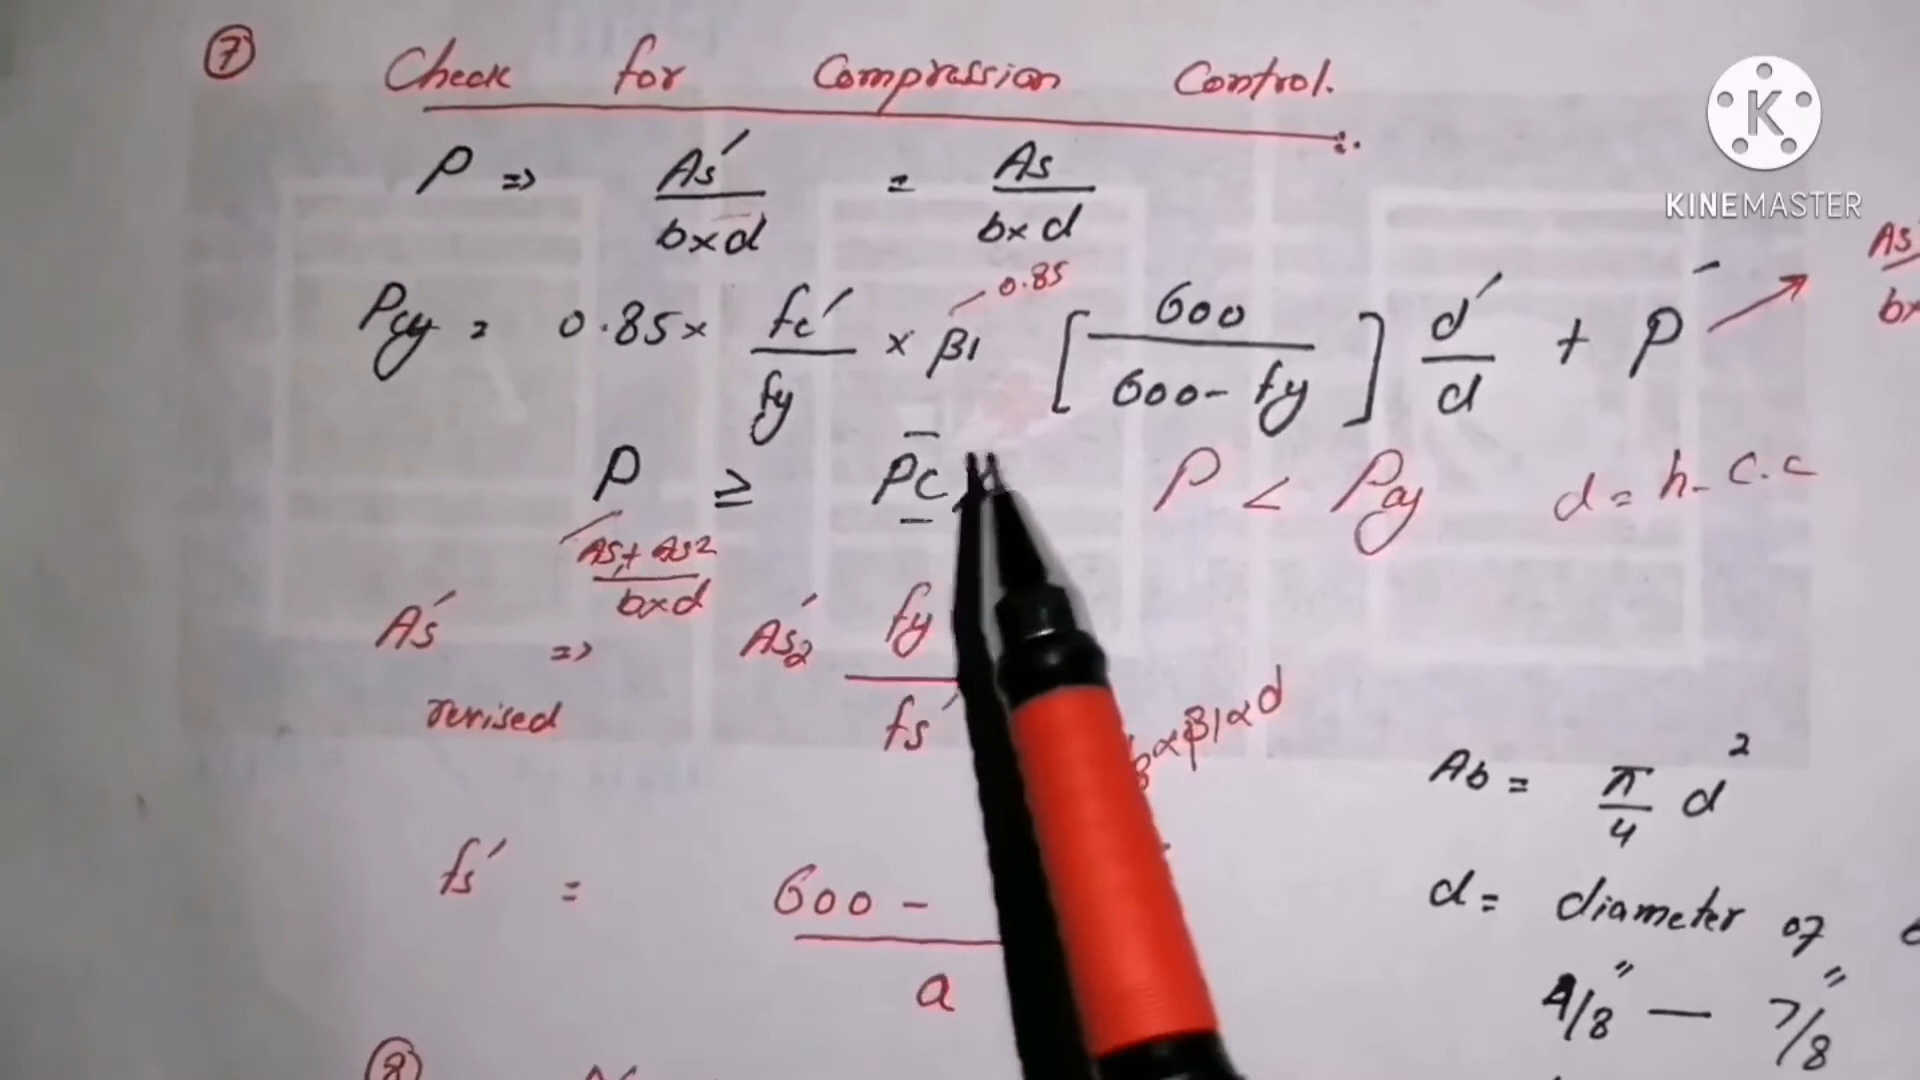 7 Check for Compression Control.
K
KINEMASTER
ρ => As' / b×d = As / b×d
ρcy = 0.85 × fc' / fy × β1 0.85 [ 600 / 600 - fy ] d' / d + ρ'
As
b×
ρ ≥ ρc
ρ < ρcy d = h - c.c
As1 + As2 / b×d
As' revised => As2' fy / fs'
×β1×d
fs' = 600 - / a
Ab = π/4 d²
d = diameter of
4/8" — 7/8"
8